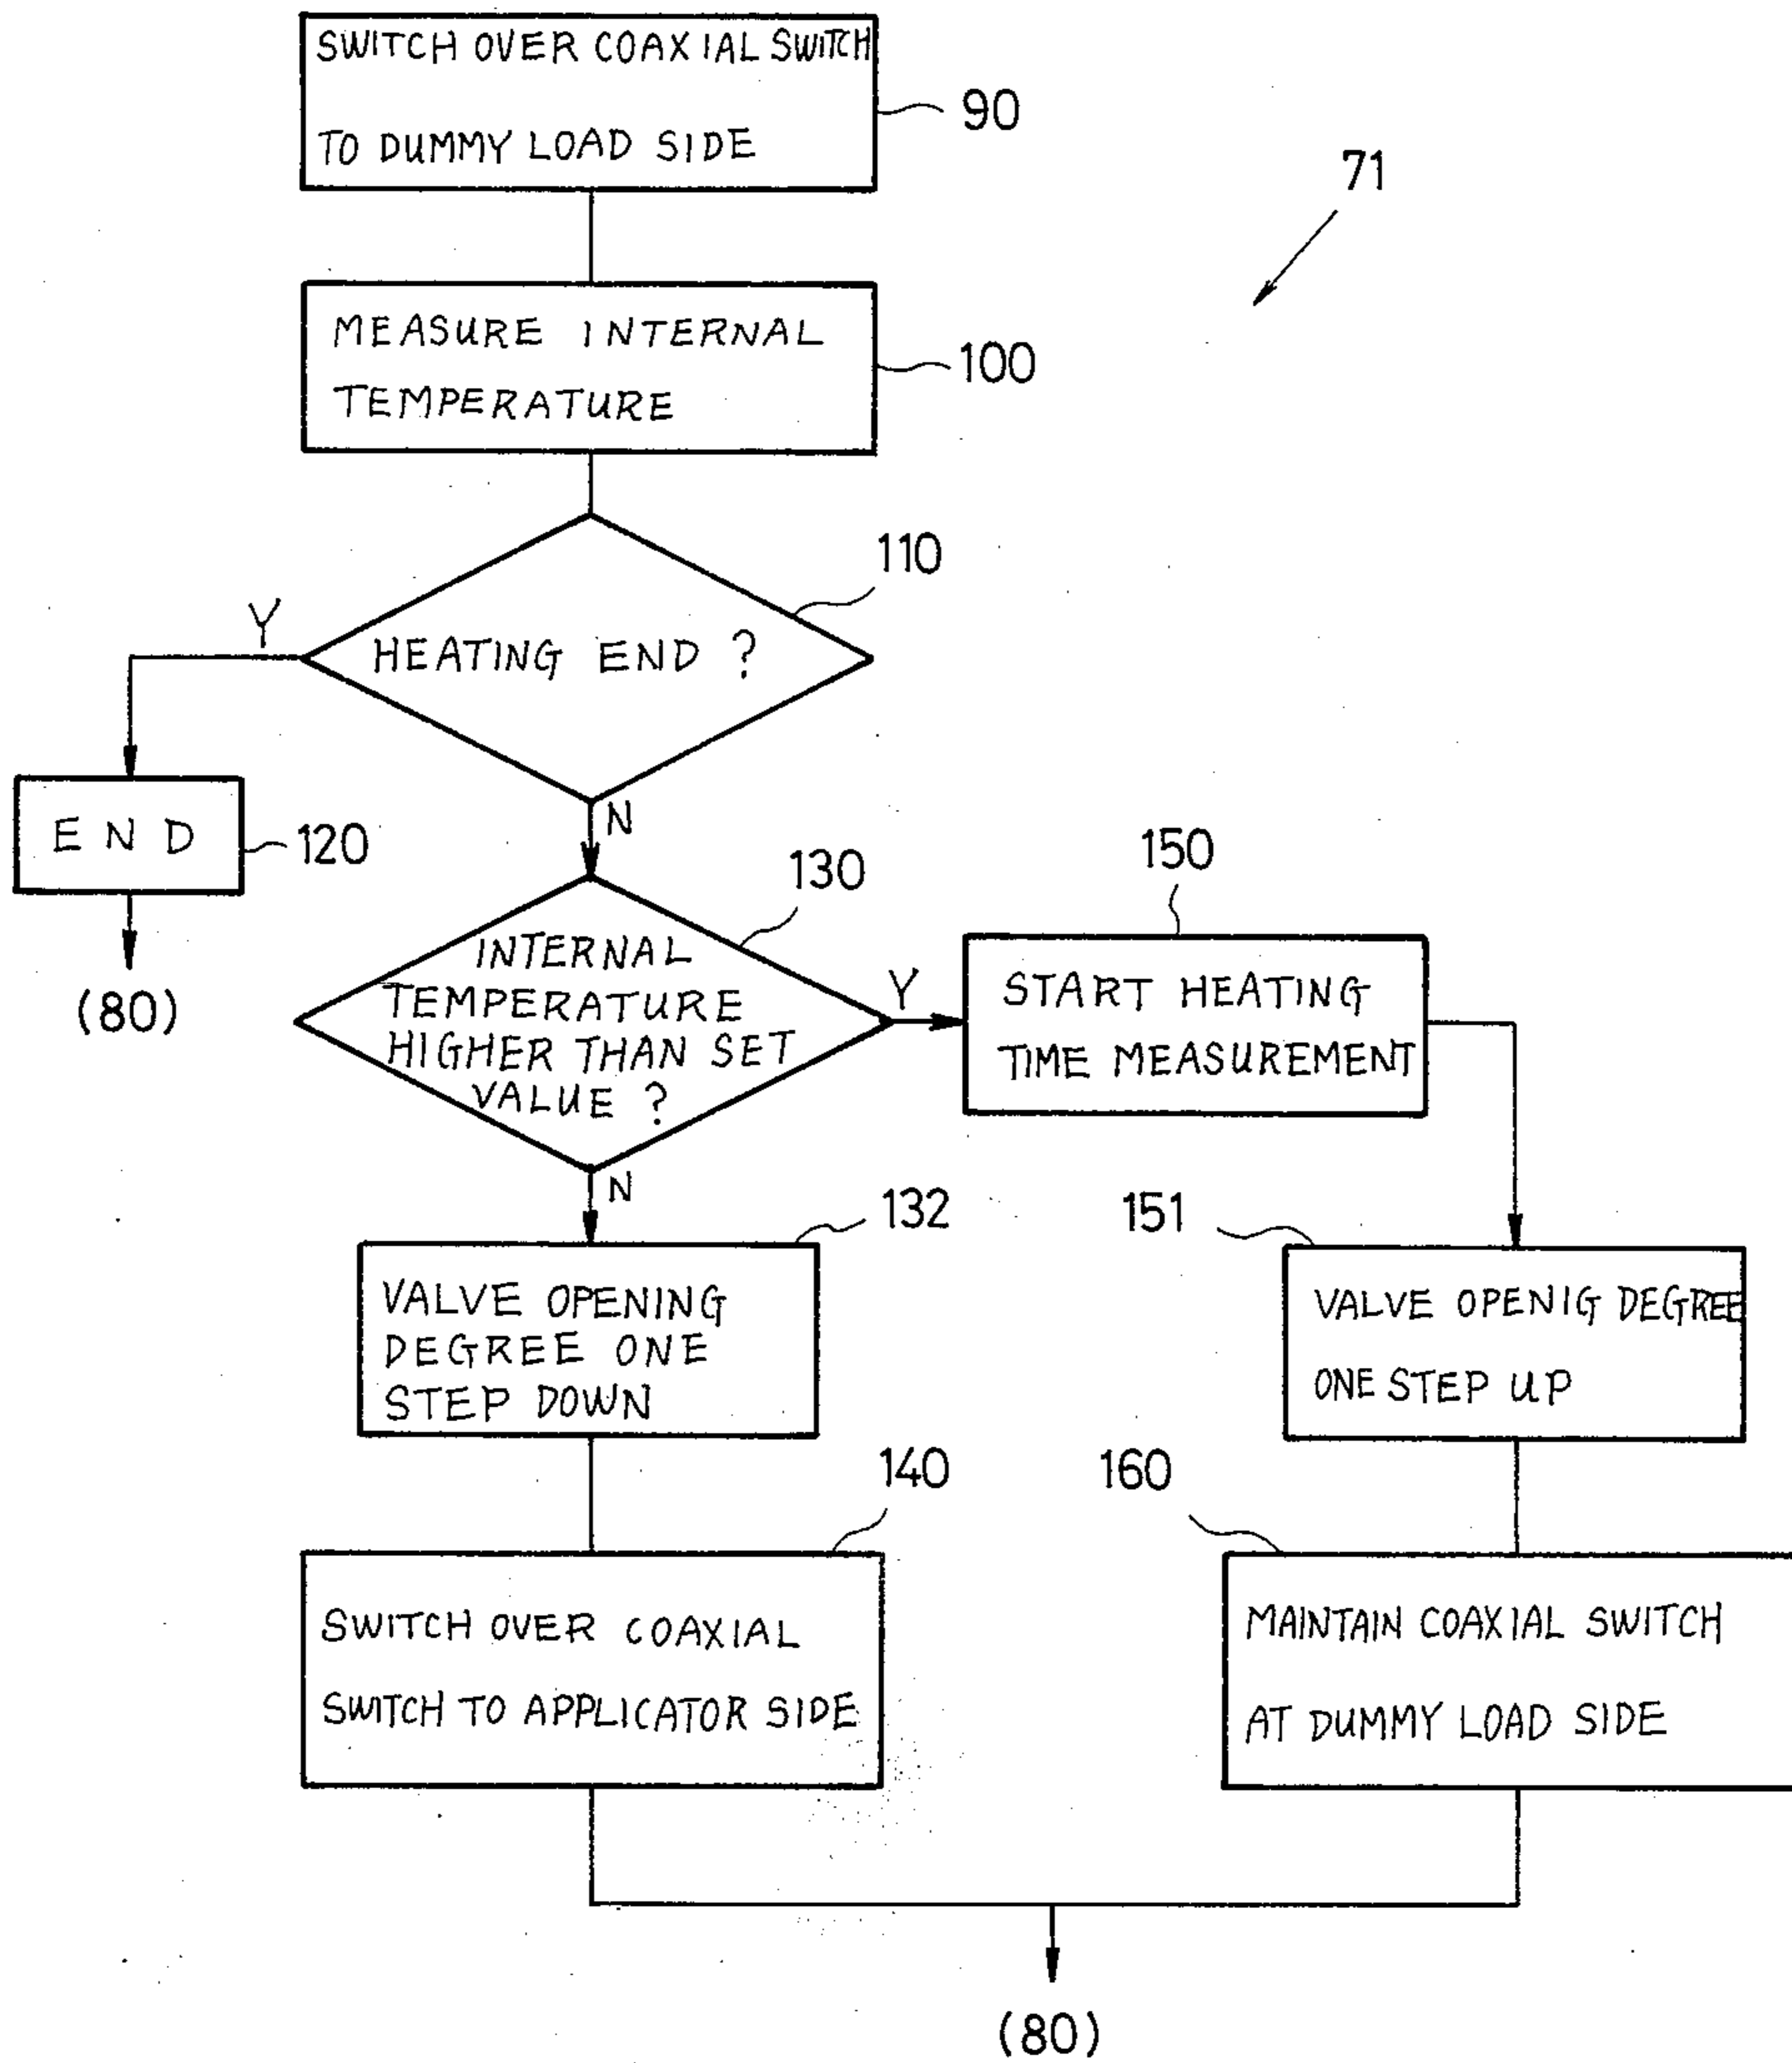 SWITCH OVER COAXIAL SWITCH
TO DUMMY LOAD SIDE
90
71
MEASURE INTERNAL
TEMPERATURE
100
110
Y
HEATING END ?
N
END
120
(80)
130
INTERNAL
TEMPERATURE
HIGHER THAN SET
VALUE ?
Y
N
150
START HEATING
TIME MEASUREMENT
132
VALVE OPENING
DEGREE ONE
STEP DOWN
151
VALVE OPENIG DEGREE
ONE STEP UP
140
SWITCH OVER COAXIAL
SWITCH TO APPLICATOR SIDE
160
MAINTAIN COAXIAL SWITCH
AT DUMMY LOAD SIDE
(80)